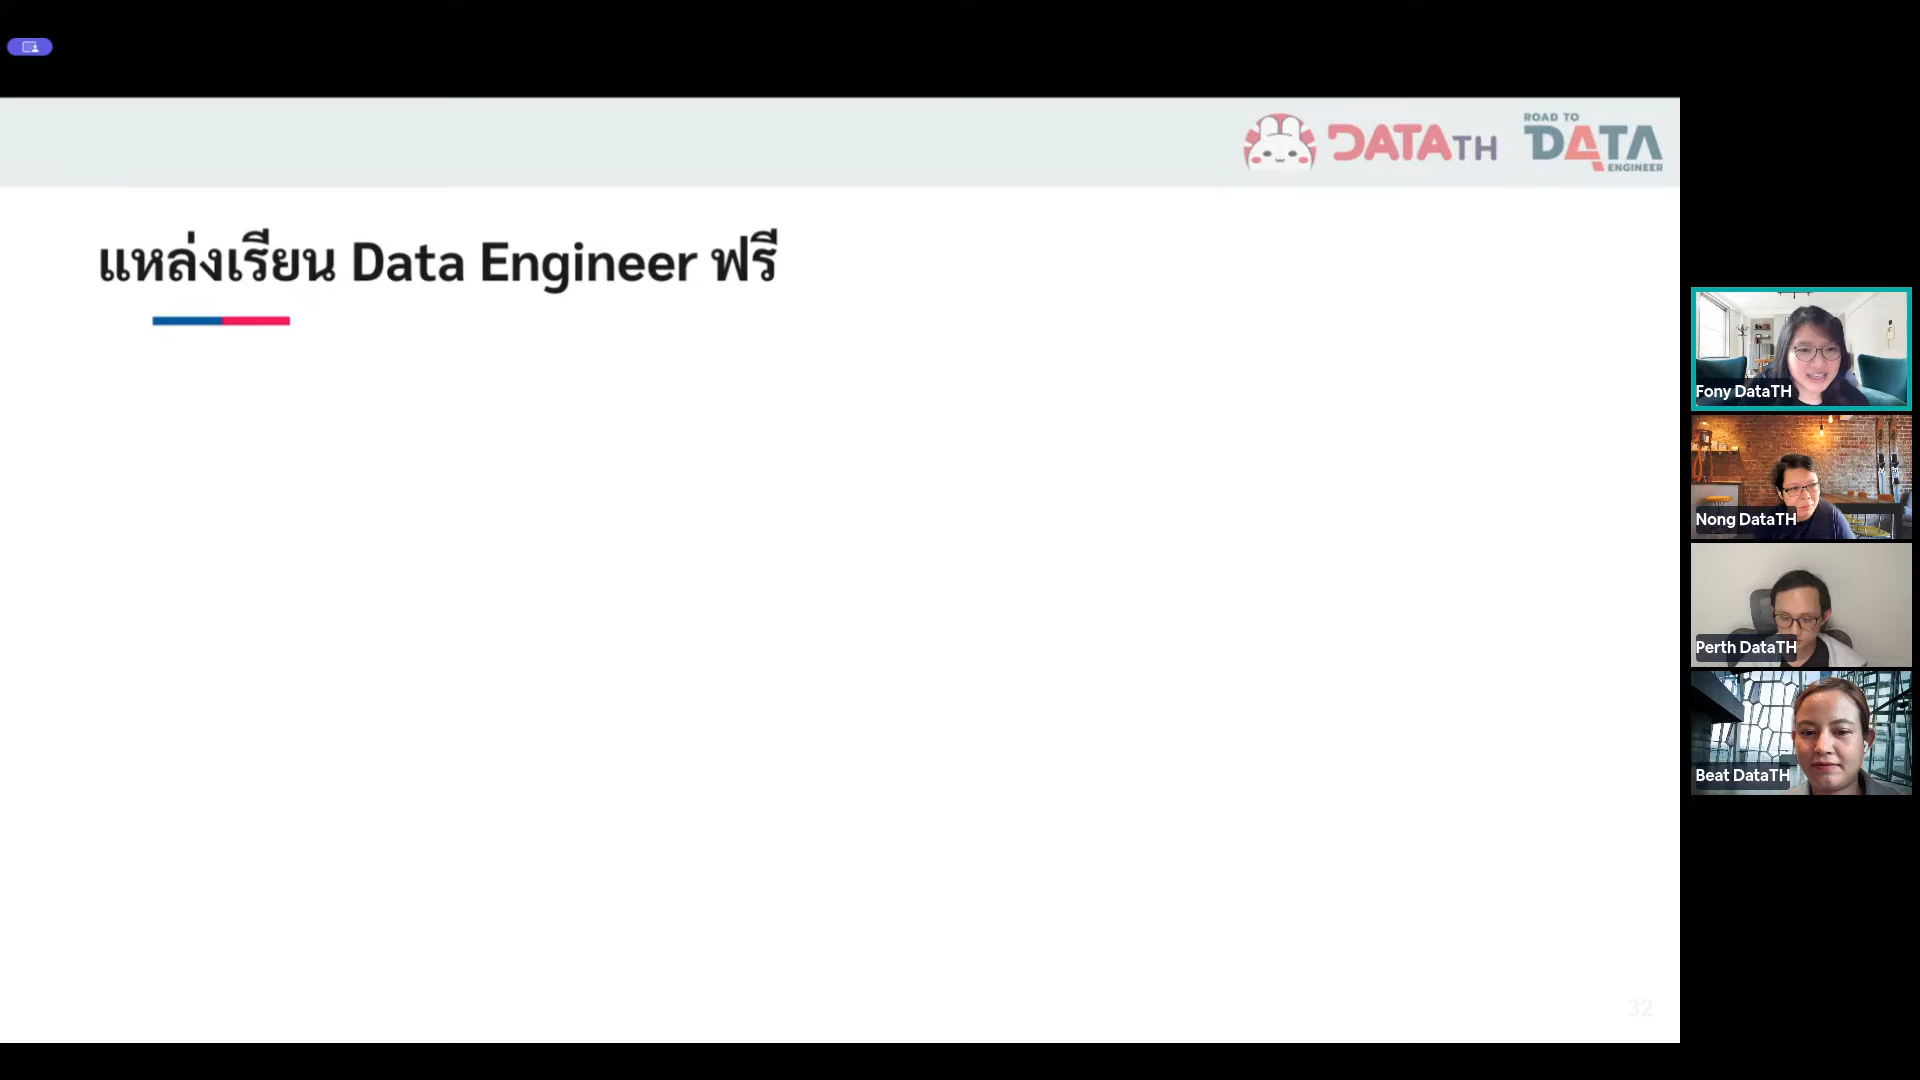 DATATH
ROAD TO
DATA
ENGINEER
แหล่งเรียน Data Engineer ฟรี
Fony DataTH
Nong DataTH
Perth DataTH
Beat DataTH
32